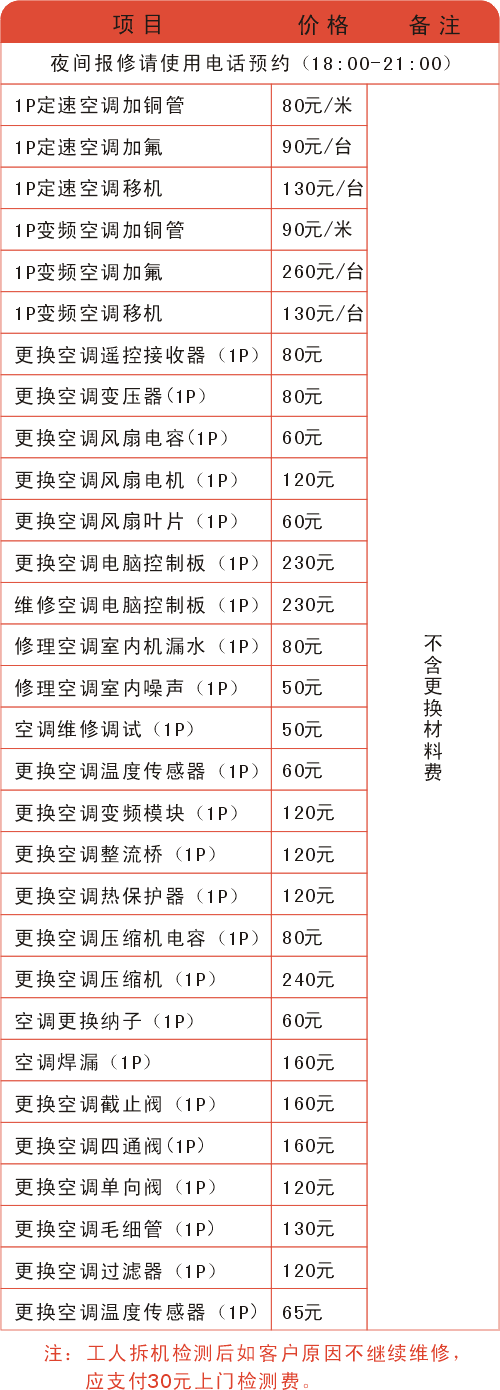 项目 价格 备注
夜间报修请使用电话预约（18:00-21:00）
1P定速空调加铜管 80元/米
1P定速空调加氟 90元/台
1P定速空调移机 130元/台
1P变频空调加铜管 90元/米
1P变频空调加氟 260元/台
1P变频空调移机 130元/台
更换空调遥控接收器（1P） 80元
更换空调变压器(1P） 80元
更换空调风扇电容(1P） 60元
更换空调风扇电机（1P） 120元
更换空调风扇叶片（1P） 60元
更换空调电脑控制板（1P） 230元
维修空调电脑控制板（1P） 230元
修理空调室内机漏水（1P） 80元
修理空调室内噪声（1P） 50元
空调维修调试（1P） 50元
更换空调温度传感器（1P） 60元
更换空调变频模块（1P） 120元
更换空调整流桥（1P） 120元
更换空调热保护器（1P） 120元
更换空调压缩机电容（1P） 80元
更换空调压缩机（1P） 240元
空调更换纳子（1P） 60元
空调焊漏（1P） 160元
更换空调截止阀（1P） 160元
更换空调四通阀(1P) 160元
更换空调单向阀（1P） 120元
更换空调毛细管（1P） 130元
更换空调过滤器（1P） 120元
更换空调温度传感器（1P) 65元
不含更换材料费
注：工人拆机检测后如客户原因不继续维修，
应支付30元上门检测费。